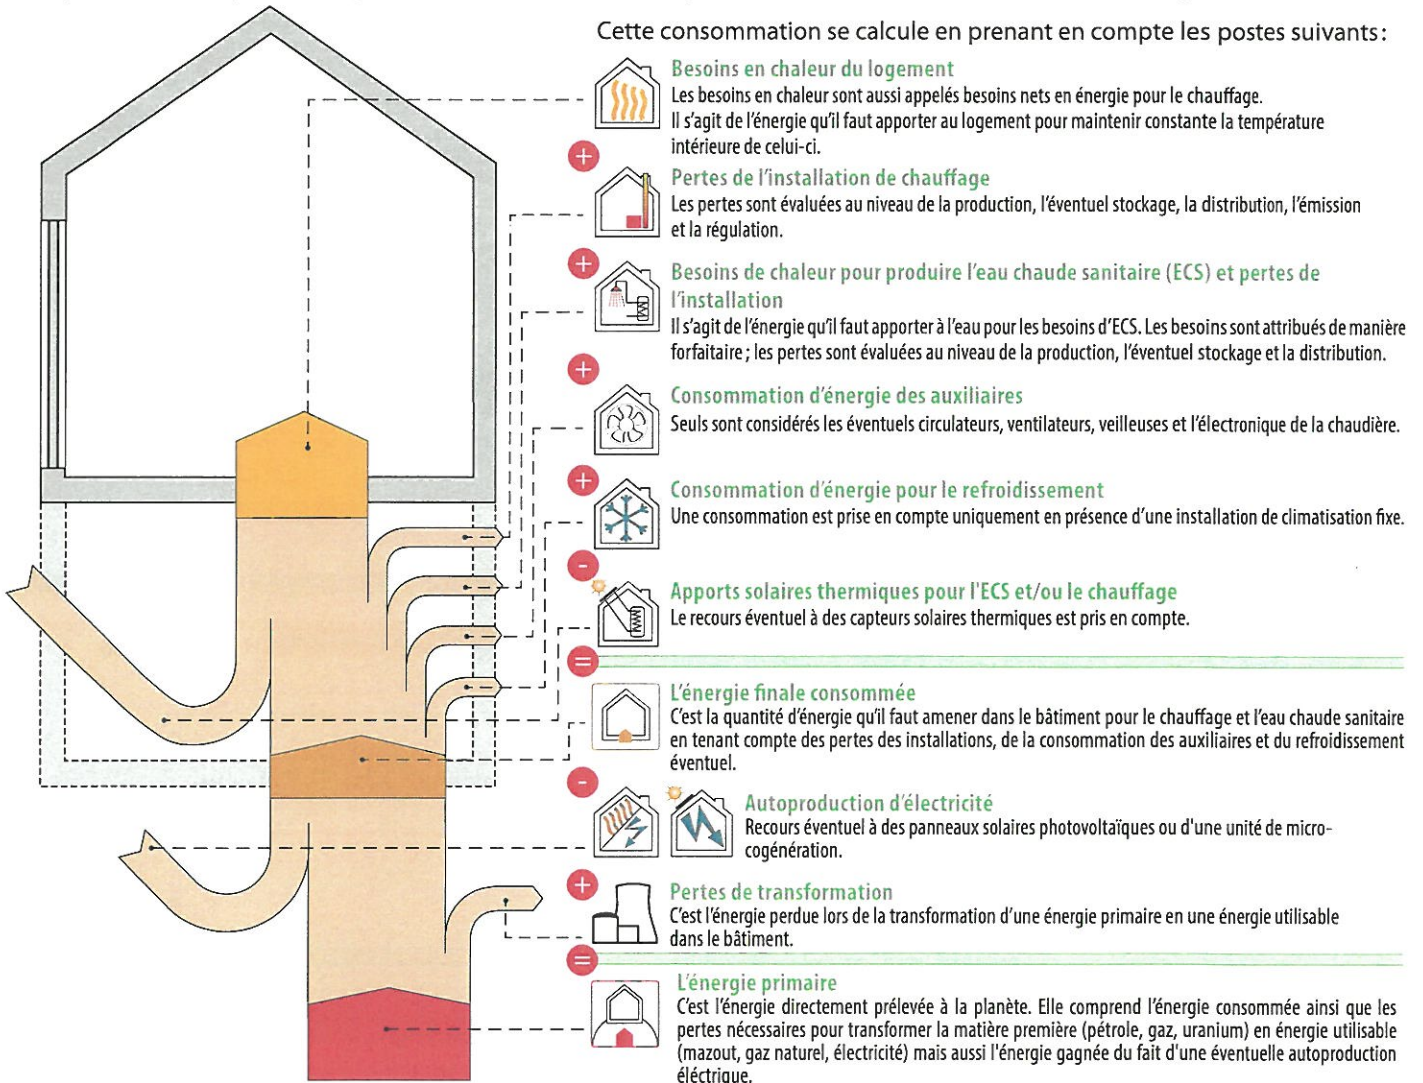 Cette consommation se calcule en prenant en compte les postes suivants :
Besoins en chaleur du logement
Les besoins en chaleur sont aussi appelés besoins nets en énergie pour le chauffage.
Il s'agit de l'énergie qu'il faut apporter au logement pour maintenir constante la température
intérieure de celui-ci.
+
Pertes de l'installation de chauffage
Les pertes sont évaluées au niveau de la production, l'éventuel stockage, la distribution, l'émission
et la régulation.
+
Besoins de chaleur pour produire l'eau chaude sanitaire (ECS) et pertes de
l'installation
Il s'agit de l'énergie qu'il faut apporter à l'eau pour les besoins d'ECS. Les besoins sont attribués de manière
forfaitaire ; les pertes sont évaluées au niveau de la production, l'éventuel stockage et la distribution.
+
Consommation d'énergie des auxiliaires
Seuls sont considérés les éventuels circulateurs, ventilateurs, veilleuses et l'électronique de la chaudière.
+
Consommation d'énergie pour le refroidissement
Une consommation est prise en compte uniquement en présence d'une installation de climatisation fixe.
-
Apports solaires thermiques pour l'ECS et/ou le chauffage
Le recours éventuel à des capteurs solaires thermiques est pris en compte.
=
L'énergie finale consommée
C'est la quantité d'énergie qu'il faut amener dans le bâtiment pour le chauffage et l'eau chaude sanitaire
en tenant compte des pertes des installations, de la consommation des auxiliaires et du refroidissement
éventuel.
-
Autoproduction d'électricité
Recours éventuel à des panneaux solaires photovoltaïques ou d'une unité de micro-
cogénération.
+
Pertes de transformation
C'est l'énergie perdue lors de la transformation d'une énergie primaire en une énergie utilisable
dans le bâtiment.
=
L'énergie primaire
C'est l'énergie directement prélevée à la planète. Elle comprend l'énergie consommée ainsi que les
pertes nécessaires pour transformer la matière première (pétrole, gaz, uranium) en énergie utilisable
(mazout, gaz naturel, électricité) mais aussi l'énergie gagnée du fait d'une éventuelle autoproduction
éléctrique.